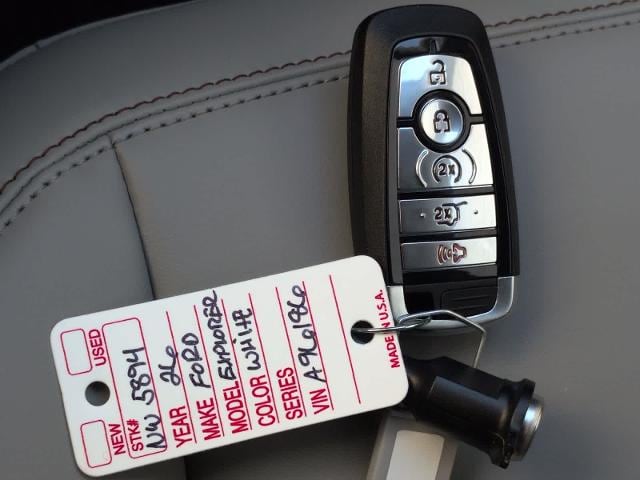 USED
NEW
STK# NW 5894
YEAR 26
MAKE FORD
MODEL EXPLORER
COLOR WHITE
SERIES
VIN A96186
MADE IN U.S.A.
2x
2x